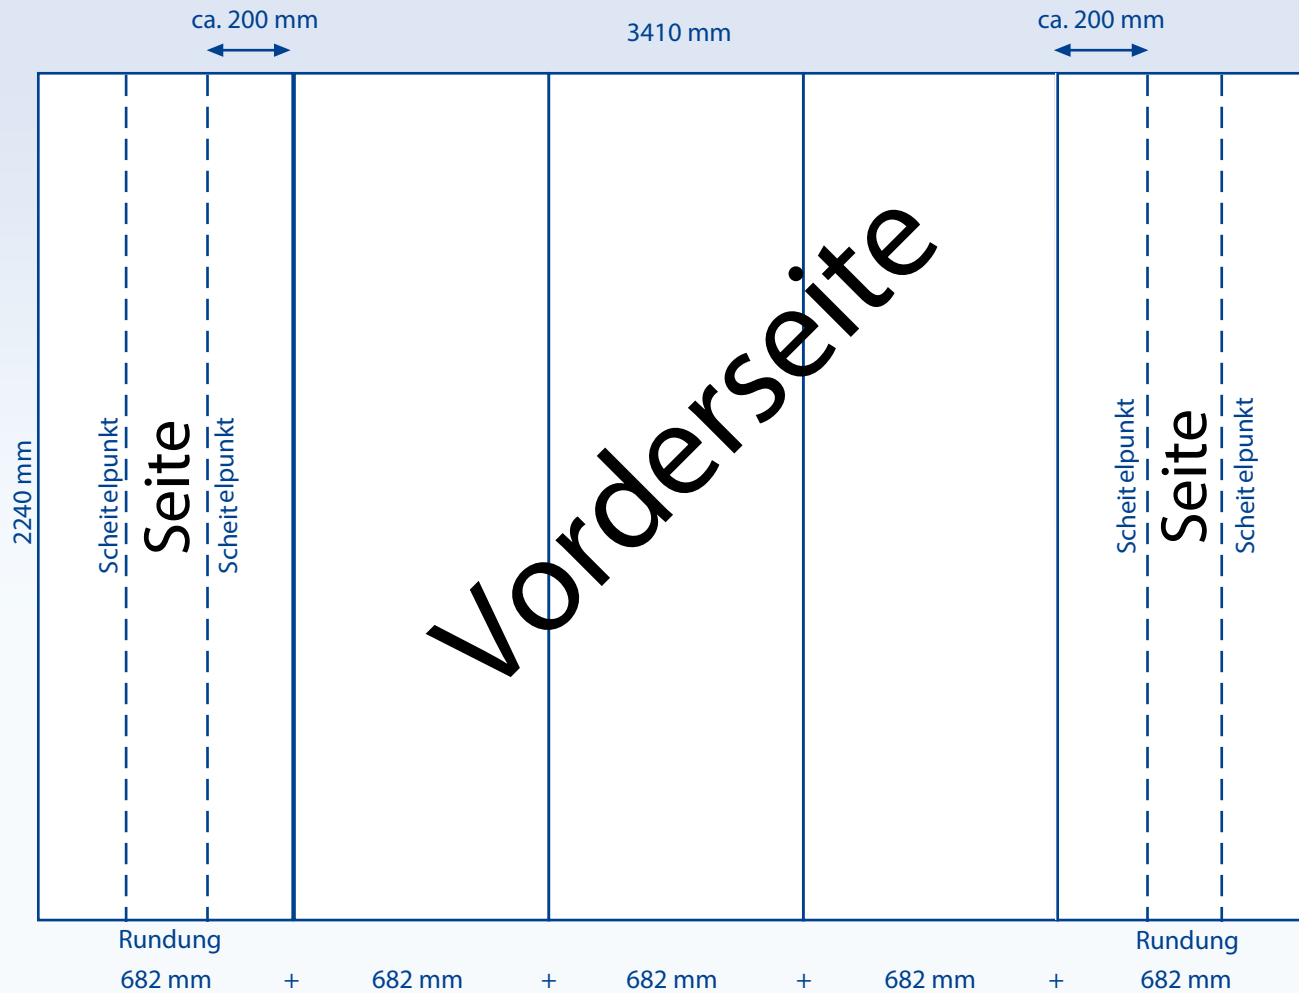 ca. 200 mm
3410 mm
ca. 200 mm
2240 mm
Scheitelpunkt
Seite
Scheitelpunkt
Vorderseite
Scheitelpunkt
Seite
Scheitelpunkt
Rundung
Rundung
682 mm + 682 mm + 682 mm + 682 mm + 682 mm